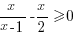 x/(x-1) - x/2 ⩾ 0